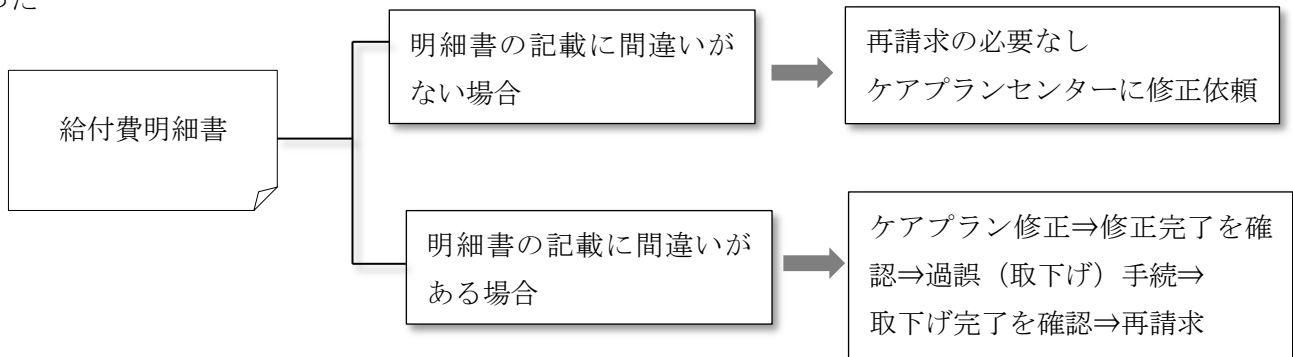 った
給付費明細書
明細書の記載に間違いが
ない場合
再請求の必要なし
ケアプランセンターに修正依頼
明細書の記載に間違いが
ある場合
ケアプラン修正⇒修正完了を確
認⇒過誤（取下げ）手続⇒
取下げ完了を確認⇒再請求